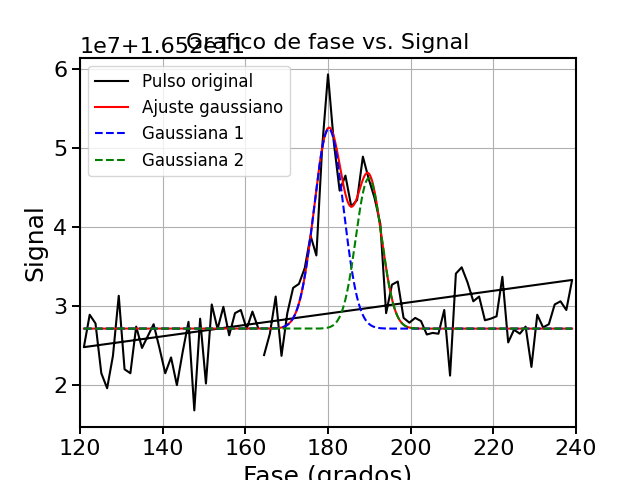 1e7+1.652e11
Grafico de fase vs. Signal
Pulso original
Ajuste gaussiano
Gaussiana 1
Gaussiana 2
6
5
4
3
2
Signal
120 140 160 180 200 220 240
Fase (grados)